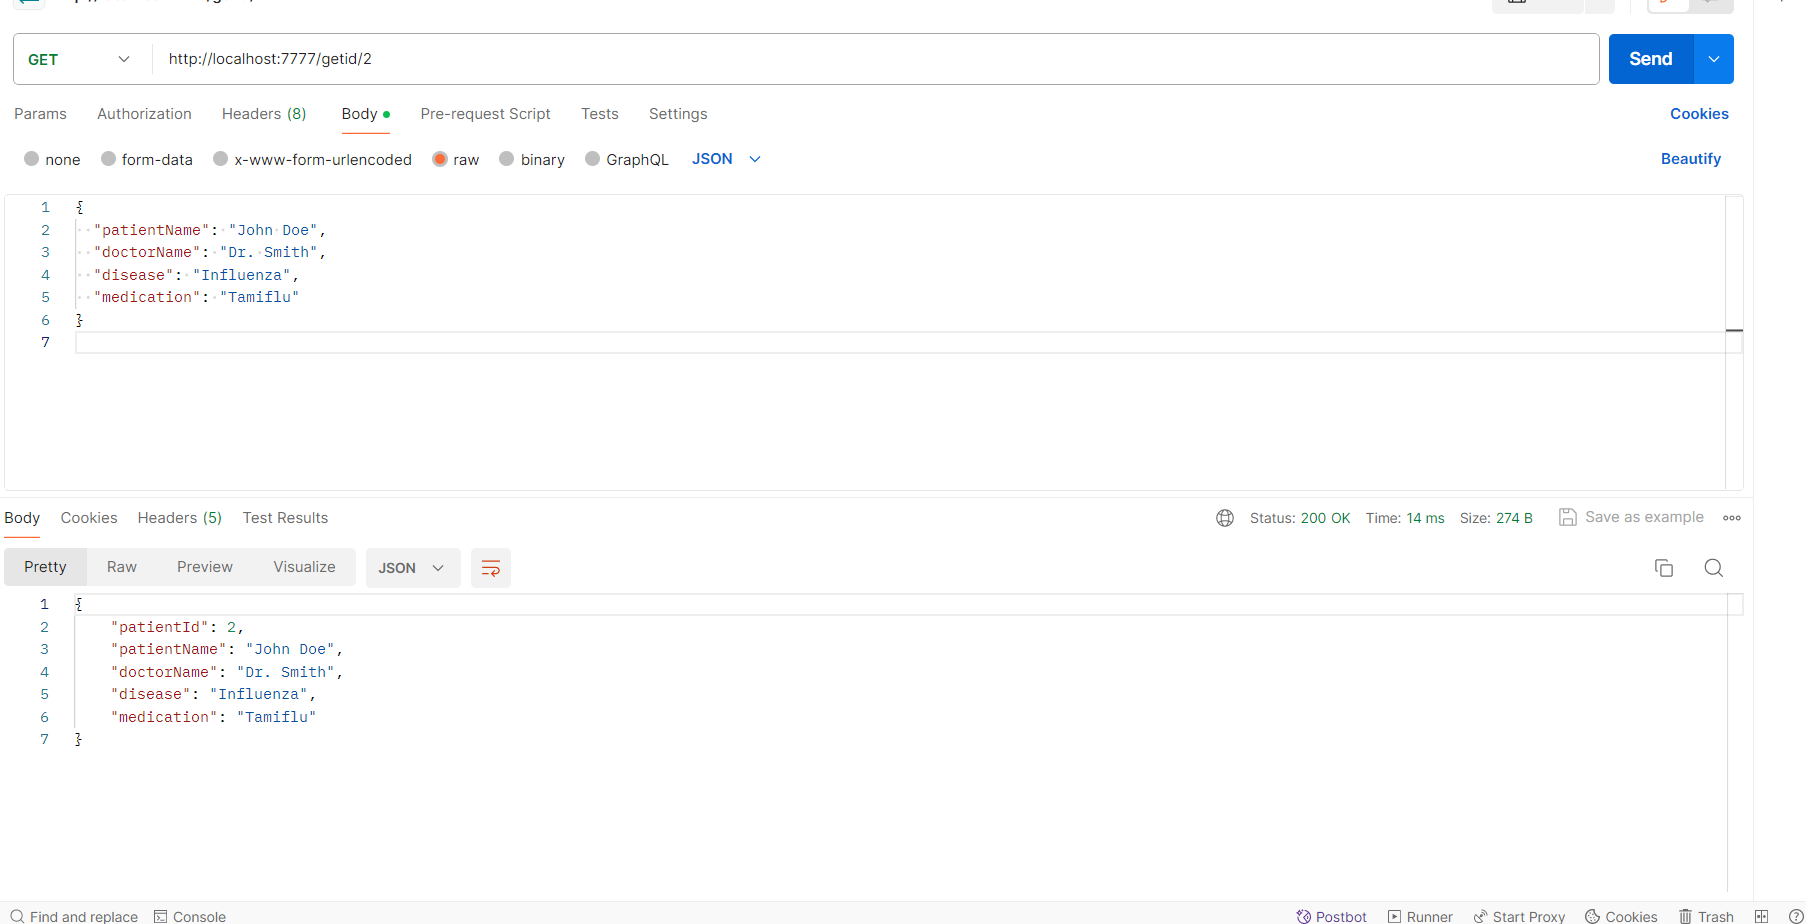 GET http://localhost:7777/getid/2 Send
Params Authorization Headers (8) Body Pre-request Script Tests Settings Cookies
none form-data x-www-form-urlencoded raw binary GraphQL JSON Beautify
1 {
2 "patientName": "John Doe",
3 "doctorName": "Dr. Smith",
4 "disease": "Influenza",
5 "medication": "Tamiflu"
6 }
7
Body Cookies Headers (5) Test Results Status: 200 OK Time: 14 ms Size: 274 B Save as example
Pretty Raw Preview Visualize JSON
1 {
2 "patientId": 2,
3 "patientName": "John Doe",
4 "doctorName": "Dr. Smith",
5 "disease": "Influenza",
6 "medication": "Tamiflu"
7 }
Find and replace Console Postbot Runner Start Proxy Cookies Trash